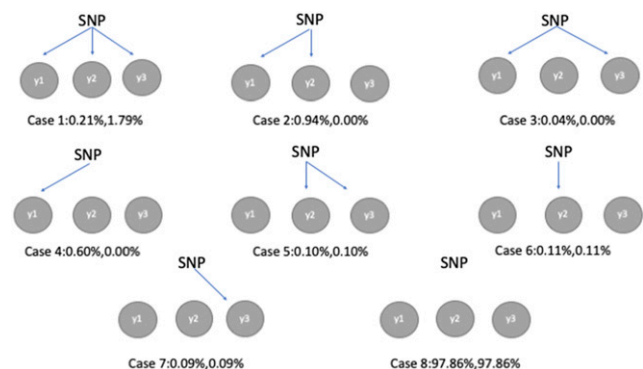 SNP SNP SNP
y1 y2 y3 y1 y2 y3 y1 y2 y3
Case 1:0.21%,1.79% Case 2:0.94%,0.00% Case 3:0.04%,0.00%
SNP SNP SNP
y1 y2 y3 y1 y2 y3 y1 y2 y3
Case 4:0.60%,0.00% Case 5:0.10%,0.10% Case 6:0.11%,0.11%
SNP SNP
y1 y2 y3 y1 y2 y3
Case 7:0.09%,0.09% Case 8:97.86%,97.86%